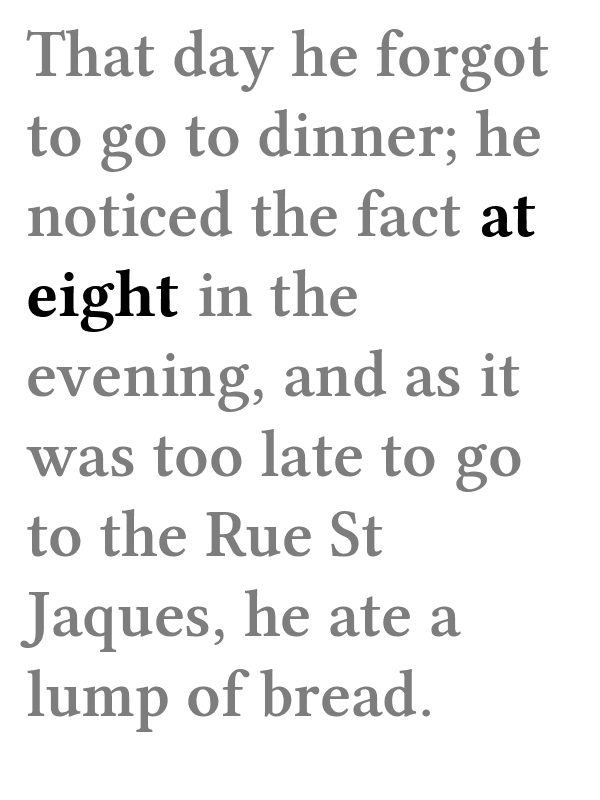 That day he forgot
to go to dinner; he
noticed the fact at
eight in the
evening, and as it
was too late to go
to the Rue St
Jaques, he ate a
lump of bread.